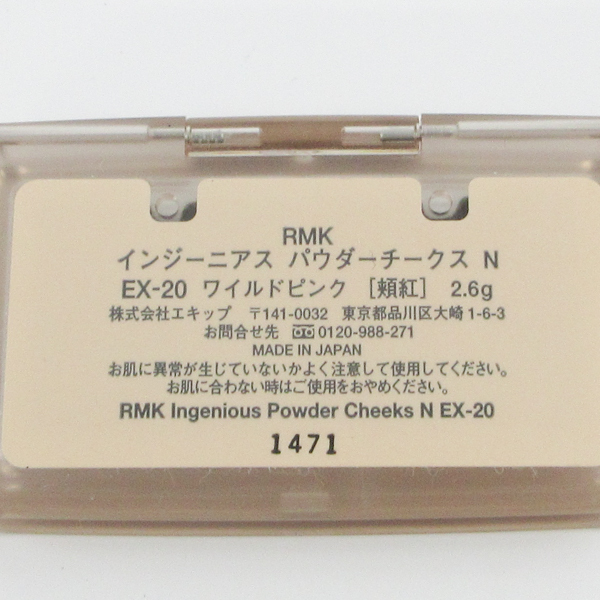 RMK
インジーニアス パウダーチークス N
EX-20 ワイルドピンク [頬紅] 2.6g
株式会社エキップ 〒141-0032 東京都品川区大崎1-6-3
お問合せ先 0120-988-271
MADE IN JAPAN
お肌に異常が生じていないかよく注意して使用してください。
お肌に合わない時はご使用をおやめください。
RMK Ingenious Powder Cheeks N EX-20
1471